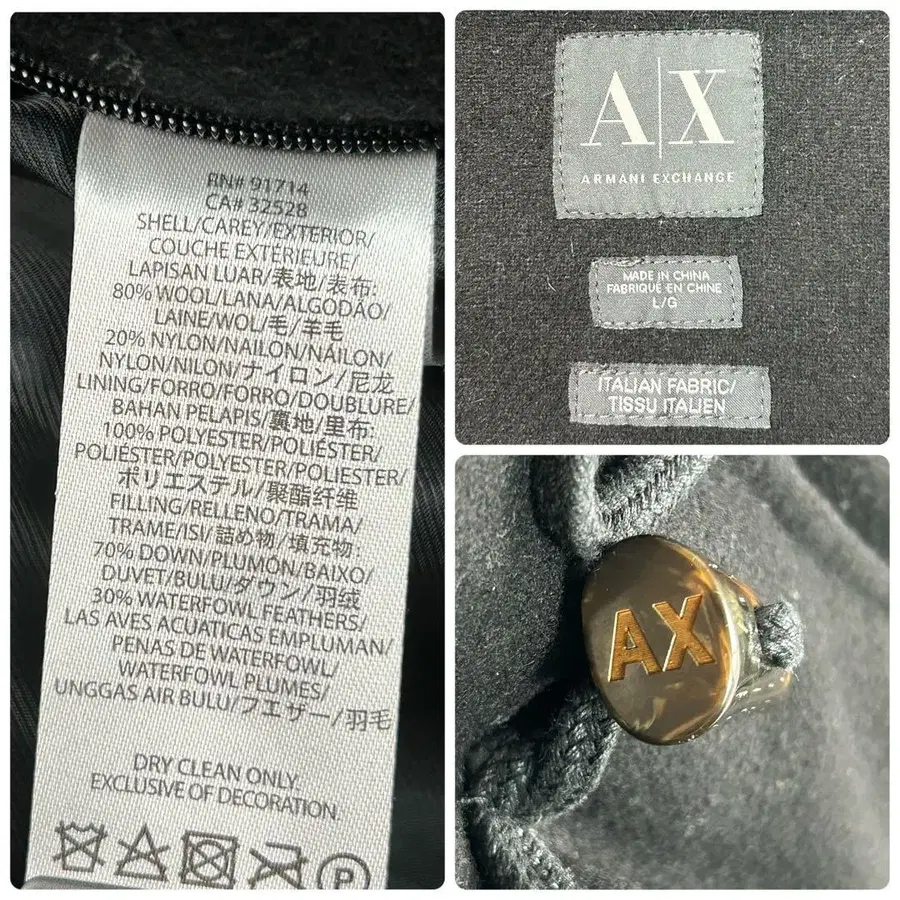 RN# 91714
CA# 32528
SHELL/CAREY/EXTERIOR/
COUCHE EXTÉRIEURE/
LAPISAN LUAR/表地/表布:
80% WOOL/LANA/ALGODÃO/
LAINE/WOL/毛/羊毛
20% NYLON/NAILON/NÁILON/
NYLON/NILON/ナイロン/尼龙
LINING/FORRO/FORRO/DOUBLURE/
BAHAN PELAPIS/裏地/里布:
100% POLYESTER/POLIÉSTER/
POLIÉSTER/POLYESTER/POLIESTER/
ポリエステル/聚酯纤维
FILLING/RELLENO/TRAMA/
TRAME/ISI/詰め物/填充物:
70% DOWN/PLUMON/BAIXO/
DUVET/BULU/ダウン/羽绒
30% WATERFOWL FEATHERS/
LAS AVES ACUATICAS EMPLUMAN/
PENAS DE WATERFOWL/
WATERFOWL PLUMES/
UNGGAS AIR BULU/フエザー/羽毛
DRY CLEAN ONLY.
EXCLUSIVE OF DECORATION.
P
A|X
ARMANI EXCHANGE
MADE IN CHINA
FABRIQUÉ EN CHINE
L/G
ITALIAN FABRIC/
TISSU ITALIEN
AX